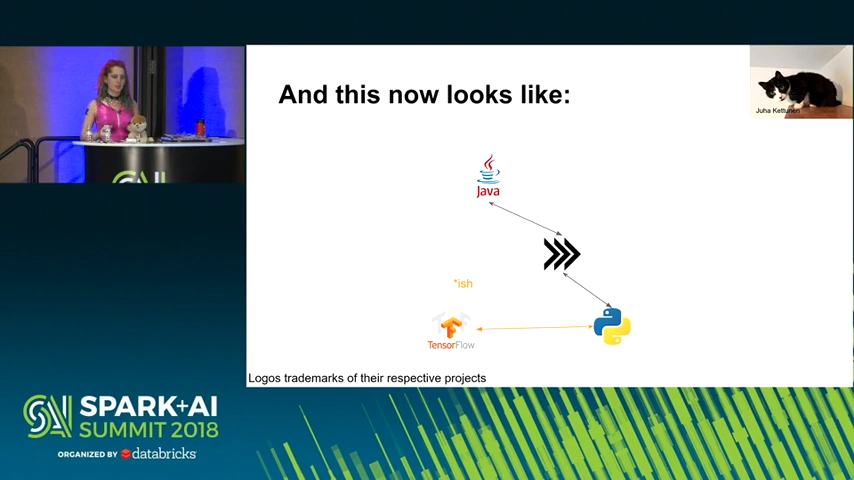 And this now looks like:
Juha Kettunen
Java
*ish
TensorFlow
Logos trademarks of their respective projects
SPARK+AI
SUMMIT 2018
ORGANIZED BY databricks